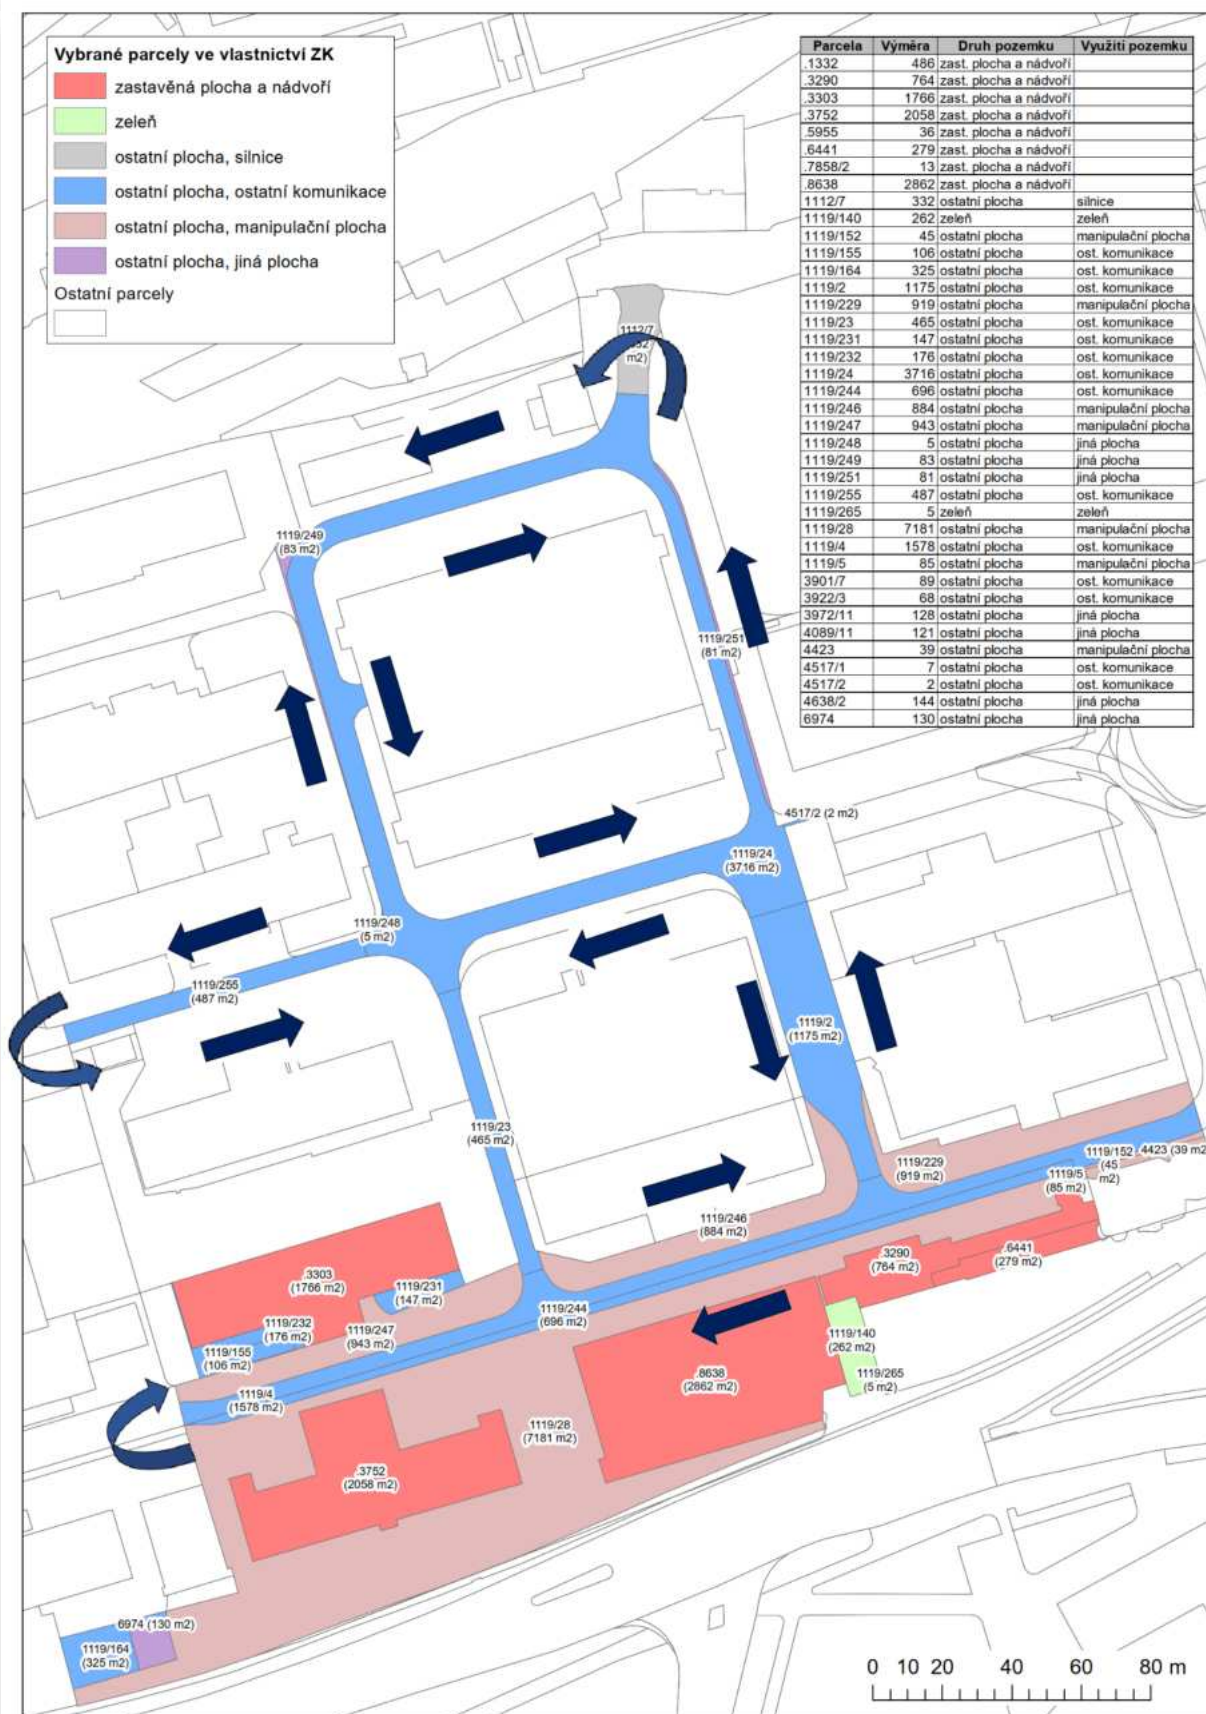 Vybrané parcely ve vlastnictví ZK
zastavěná plocha a nádvoří
zeleň
ostatní plocha, silnice
ostatní plocha, ostatní komunikace
ostatní plocha, manipulační plocha
ostatní plocha, jiná plocha
Ostatní parcely
Parcela Výměra Druh pozemku Využití pozemku
.1332 486 zast. plocha a nádvoří
.3290 764 zast. plocha a nádvoří
.3303 1766 zast. plocha a nádvoří
.3752 2058 zast. plocha a nádvoří
.5955 36 zast. plocha a nádvoří
.6441 279 zast. plocha a nádvoří
.7858/2 13 zast. plocha a nádvoří
.8638 2862 zast. plocha a nádvoří
1112/7 332 ostatní plocha silnice
1119/140 262 zeleň zeleň
1119/152 45 ostatní plocha manipulační plocha
1119/155 106 ostatní plocha ost. komunikace
1119/164 325 ostatní plocha ost. komunikace
1119/2 1175 ostatní plocha ost. komunikace
1119/229 919 ostatní plocha manipulační plocha
1119/23 465 ostatní plocha ost. komunikace
1119/231 147 ostatní plocha ost. komunikace
1119/232 176 ostatní plocha ost. komunikace
1119/24 3716 ostatní plocha ost. komunikace
1119/244 696 ostatní plocha ost. komunikace
1119/246 884 ostatní plocha manipulační plocha
1119/247 943 ostatní plocha manipulační plocha
1119/248 5 ostatní plocha jiná plocha
1119/249 83 ostatní plocha jiná plocha
1119/251 81 ostatní plocha jiná plocha
1119/255 487 ostatní plocha ost. komunikace
1119/265 5 zeleň zeleň
1119/28 7181 ostatní plocha manipulační plocha
1119/4 1578 ostatní plocha ost. komunikace
1119/5 85 ostatní plocha manipulační plocha
3901/7 89 ostatní plocha ost. komunikace
3922/3 68 ostatní plocha ost. komunikace
3972/11 128 ostatní plocha jiná plocha
4089/11 121 ostatní plocha jiná plocha
4423 39 ostatní plocha manipulační plocha
4517/1 7 ostatní plocha ost. komunikace
4517/2 2 ostatní plocha ost. komunikace
4638/2 144 ostatní plocha jiná plocha
6974 130 ostatní plocha jiná plocha
1112/7
m2)
1119/249
(83 m2)
1119/251
(81 m2)
4517/2 (2 m2)
1119/24
(3716 m2)
1119/248
(5 m2)
1119/255
(487 m2)
1119/2
(1175 m2)
1119/23
(465 m2)
1119/152
(45
m2)
4423 (39 m2
1119/229
(919 m2)
1119/5
(85 m2)
1119/246
(884 m2)
.3290
(764 m2)
.6441
(279 m2)
.3303
(1766 m2)
1119/231
(147 m2)
1119/244
(696 m2)
1119/232
(176 m2)
1119/247
(943 m2)
1119/155
(106 m2)
1119/140
(262 m2)
1119/265
(5 m2)
.8638
(2862 m2)
1119/4
(1578 m2)
1119/28
(7181 m2)
.3752
(2058 m2)
6974 (130 m2)
1119/164
(325 m2)
0 10 20 40 60 80 m